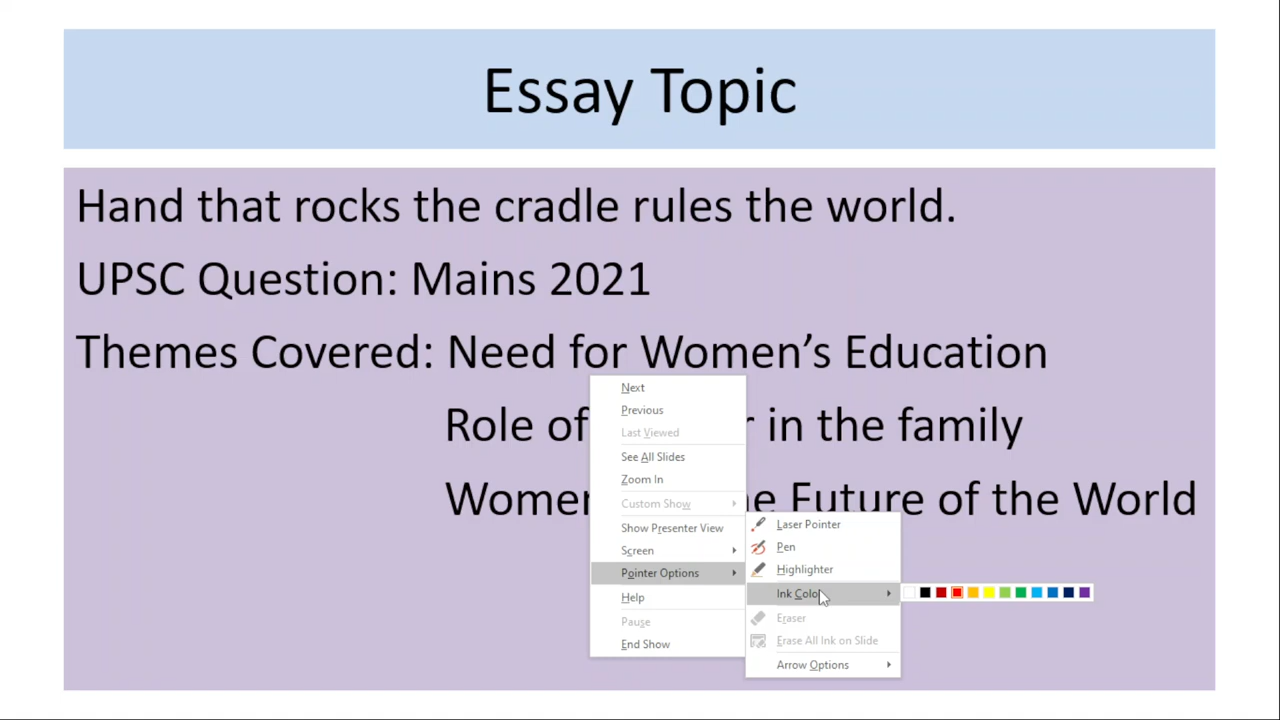 Essay Topic
Hand that rocks the cradle rules the world.
UPSC Question: Mains 2021
Themes Covered: Need for Women’s Education
Role of in the family
the Future of the World
Next
Previous
Last Viewed
See All Slides
Zoom In
Custom Show
Show Presenter View
Screen
Pointer Options
Help
Pause
End Show
Laser Pointer
Pen
Highlighter
Ink Color
Eraser
Erase All Ink on Slide
Arrow Options